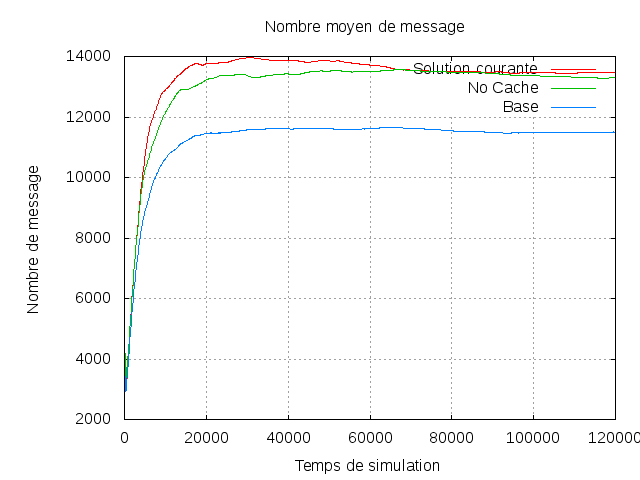 Nombre moyen de message
14000
12000
10000
8000
6000
4000
2000
0
20000
40000
60000
80000
100000
120000
Nombre de message
Temps de simulation
Solution courante
No Cache
Base